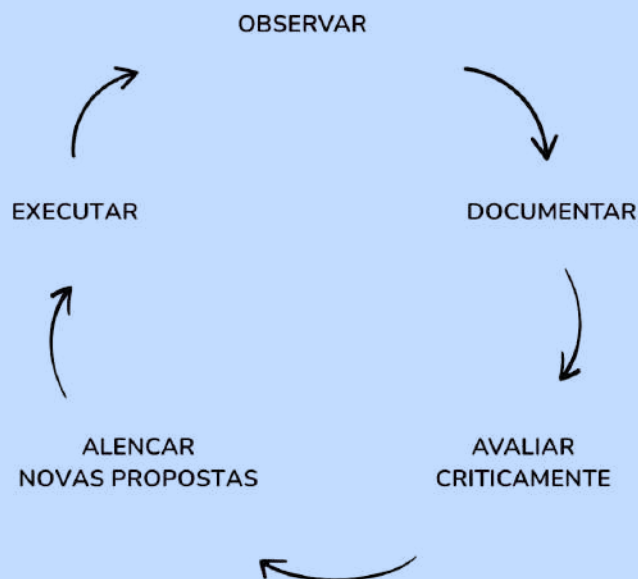 OBSERVAR
EXECUTAR
DOCUMENTAR
ALENCAR
NOVAS PROPOSTAS
AVALIAR
CRITICAMENTE